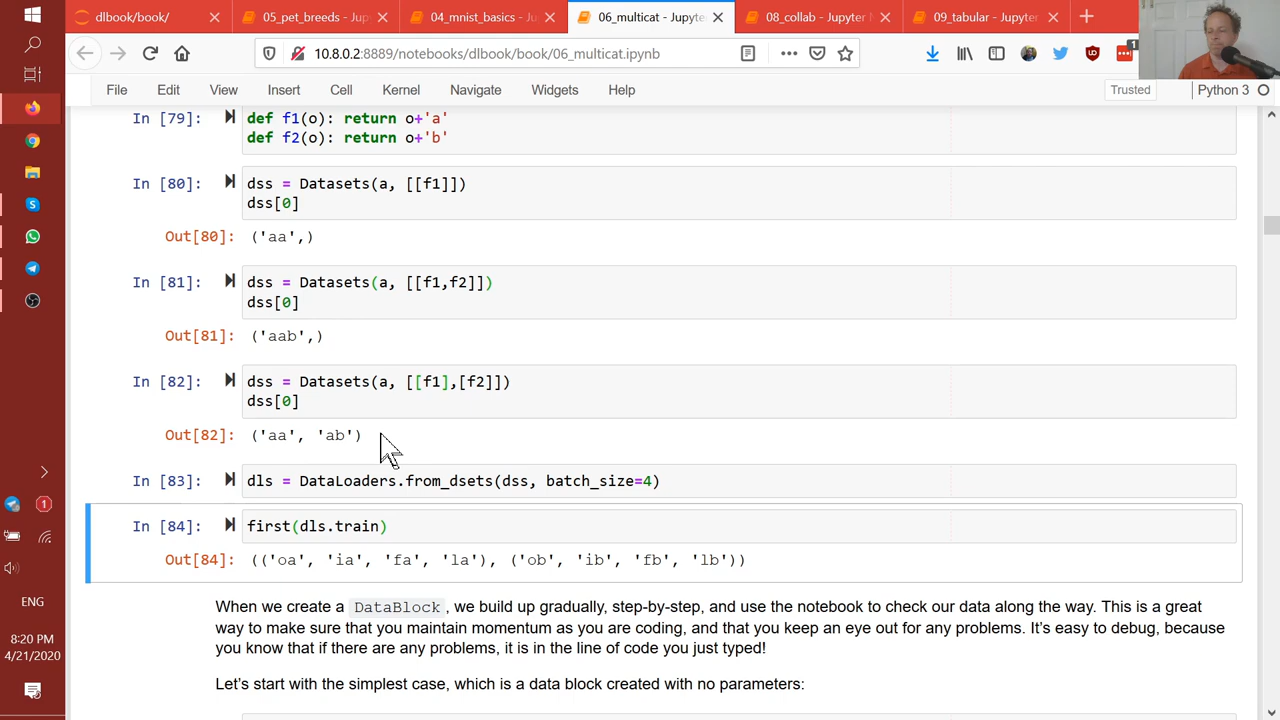 dlbook/book/
05_pet_breeds - Jupyte
04_mnist_basics - Jupyt
06_multicat - Jupyter
08_collab - Jupyter N
09_tabular - Jupyter
10.8.0.2:8889/notebooks/dlbook/book/06_multicat.ipynb
1
File Edit View Insert Cell Kernel Navigate Widgets Help
Trusted
Python 3
In [79]:
def f1(o): return o+'a'
def f2(o): return o+'b'
In [80]:
dss = Datasets(a, [[f1]])
dss[0]
Out[80]: ('aa',)
In [81]:
dss = Datasets(a, [[f1,f2]])
dss[0]
Out[81]: ('aab',)
In [82]:
dss = Datasets(a, [[f1],[f2]])
dss[0]
Out[82]: ('aa', 'ab')
In [83]: dls = DataLoaders.from_dsets(dss, batch_size=4)
In [84]: first(dls.train)
Out[84]: (('oa', 'ia', 'fa', 'la'), ('ob', 'ib', 'fb', 'lb'))
When we create a DataBlock, we build up gradually, step-by-step, and use the notebook to check our data along the way. This is a great
way to make sure that you maintain momentum as you are coding, and that you keep an eye out for any problems. It's easy to debug, because
you know that if there are any problems, it is in the line of code you just typed!
Let's start with the simplest case, which is a data block created with no parameters:
1
ENG
8:20 PM
4/21/2020